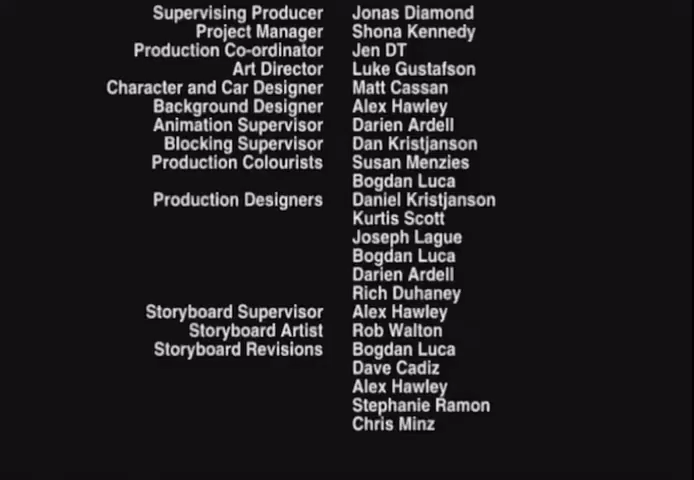 Supervising Producer Jonas Diamond
Project Manager Shona Kennedy
Production Co-ordinator Jen DT
Art Director Luke Gustafson
Character and Car Designer Matt Cassan
Background Designer Alex Hawley
Animation Supervisor Darien Ardell
Blocking Supervisor Dan Kristjanson
Production Colourists Susan Menzies
Bogdan Luca
Production Designers Daniel Kristjanson
Kurtis Scott
Joseph Lague
Bogdan Luca
Darien Ardell
Rich Duhaney
Storyboard Supervisor Alex Hawley
Storyboard Artist Rob Walton
Storyboard Revisions Bogdan Luca
Dave Cadiz
Alex Hawley
Stephanie Ramon
Chris Minz